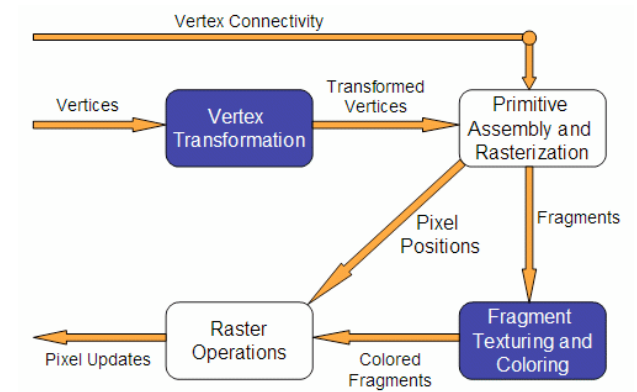 Vertex Connectivity
Vertices
Vertex
Transformation
Transformed
Vertices
Primitive
Assembly and
Rasterization
Pixel
Positions
Fragments
Raster
Operations
Fragment
Texturing and
Coloring
Pixel Updates
Colored
Fragments